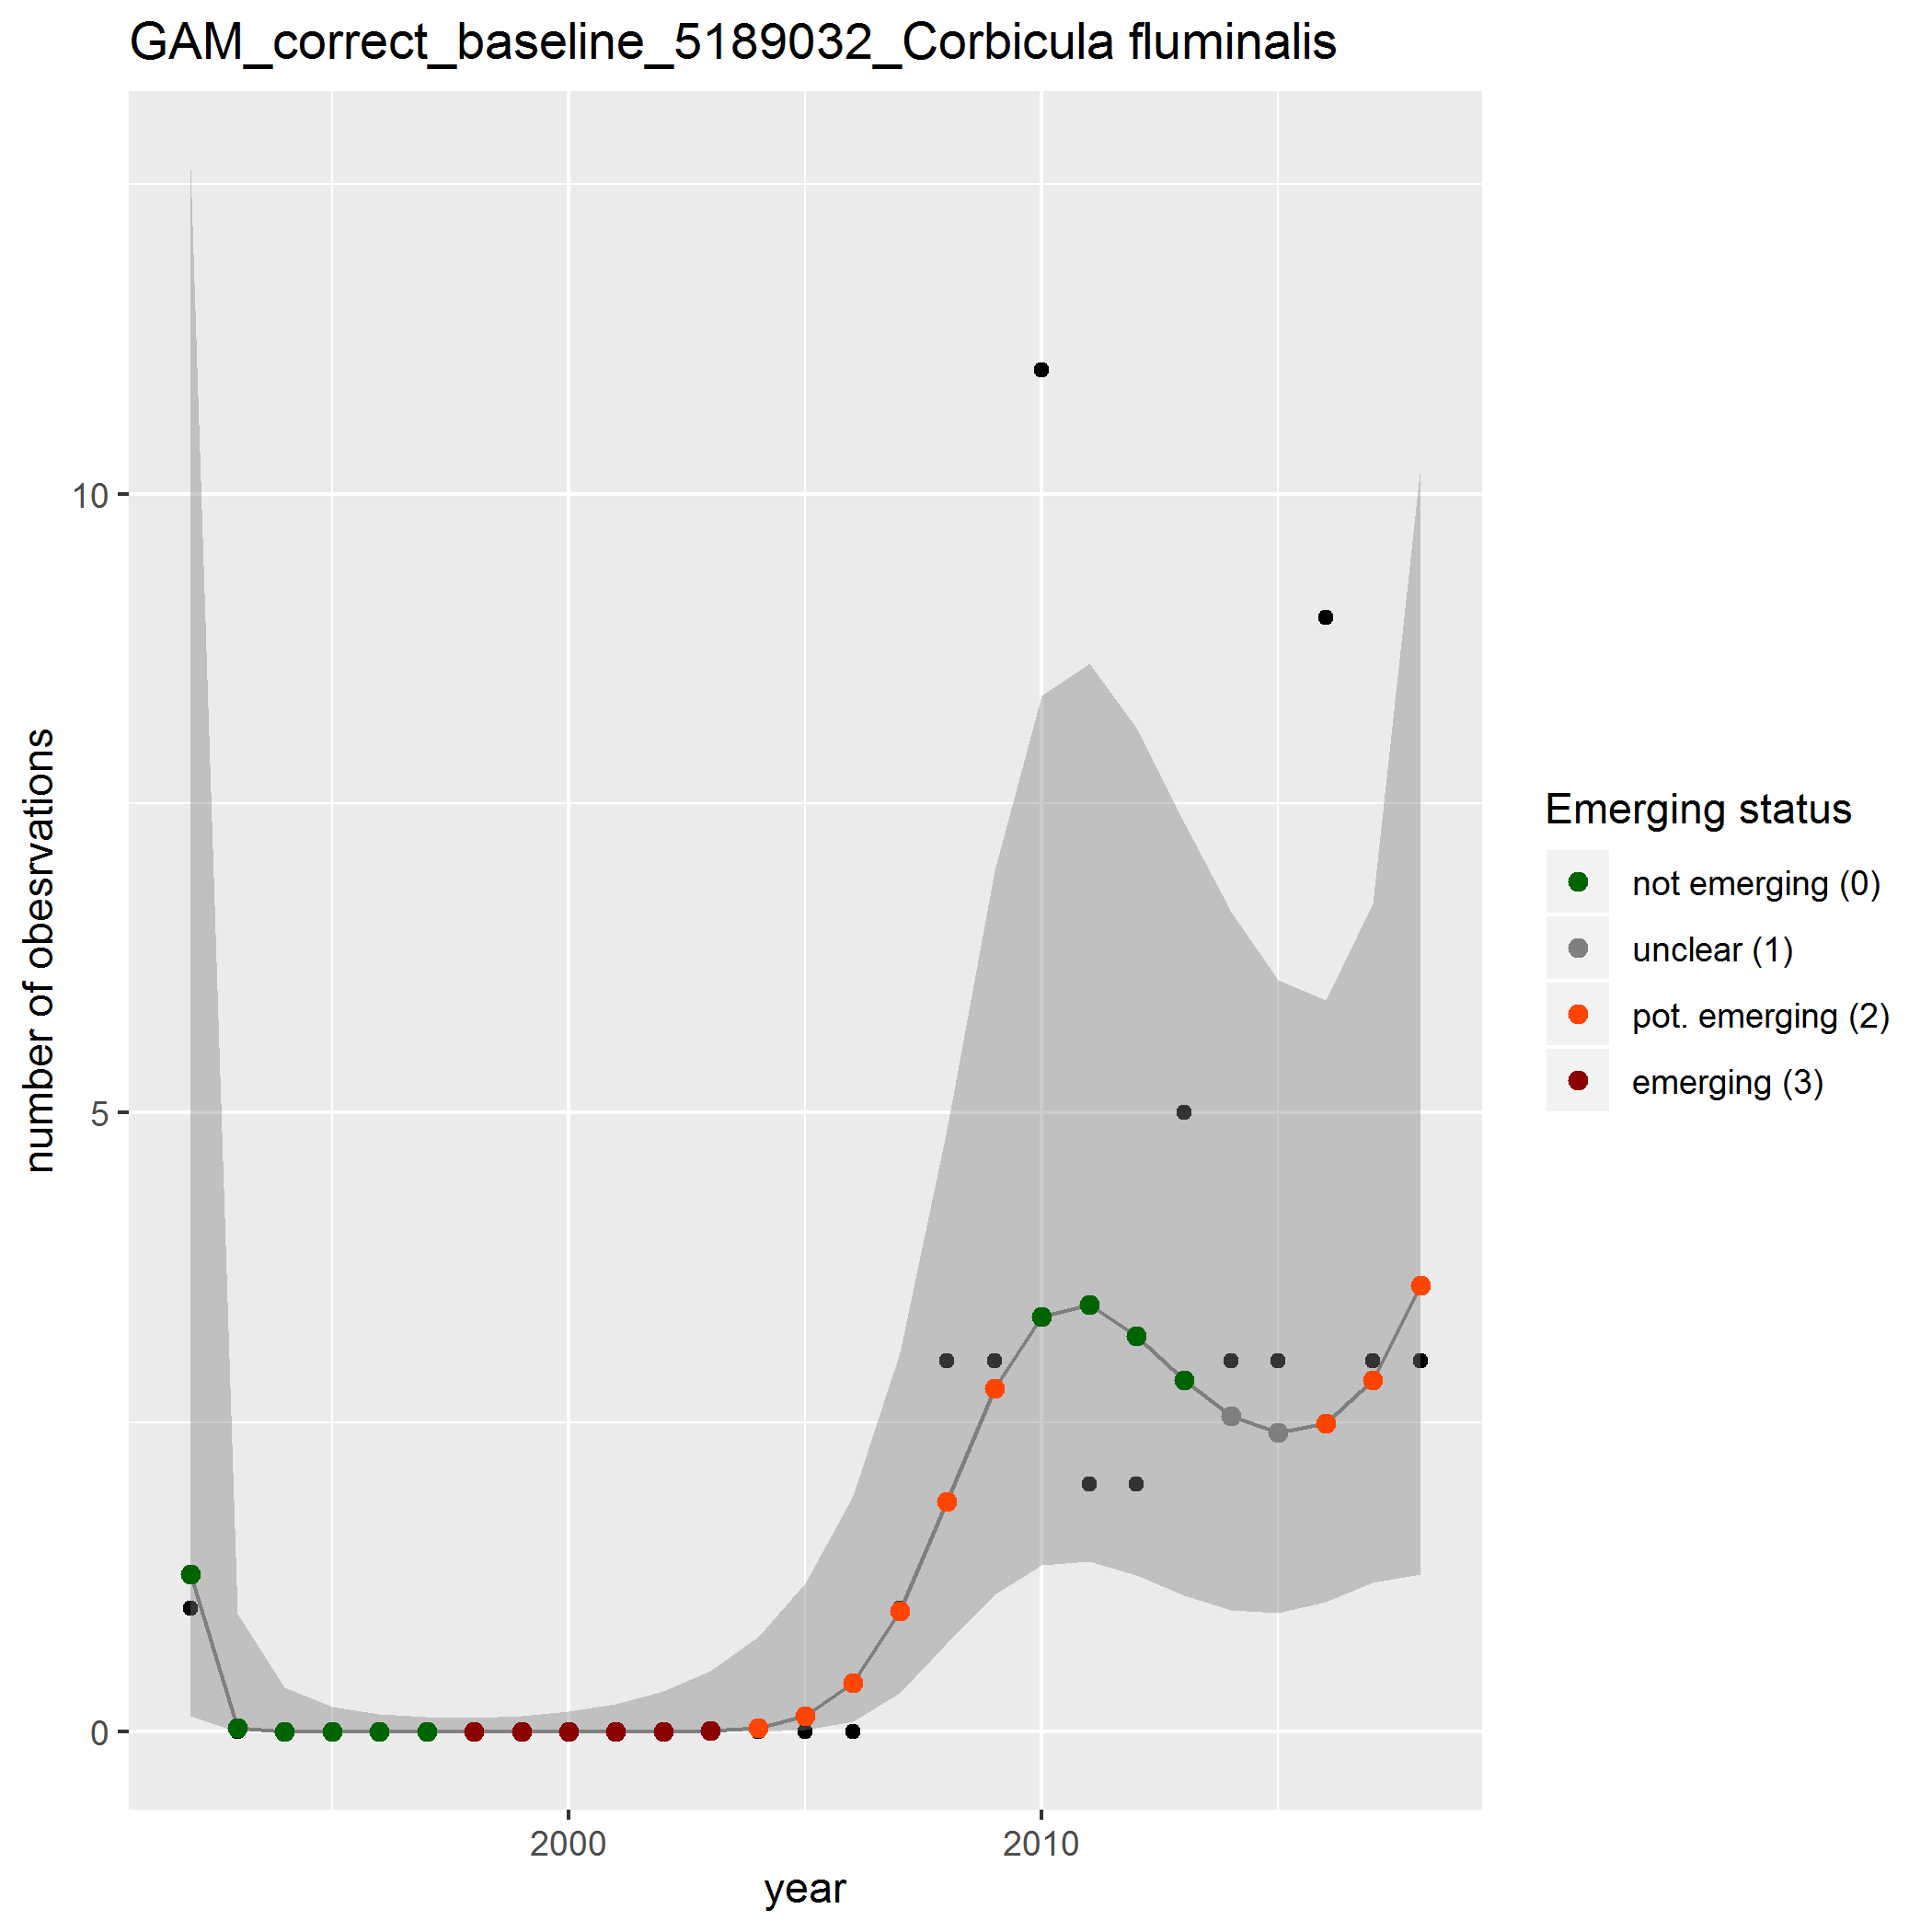 GAM_correct_baseline_5189032_Corbicula fluminalis
number of obesrvations
10
5
0
2000
2010
year
Emerging status
not emerging (0)
unclear (1)
pot. emerging (2)
emerging (3)